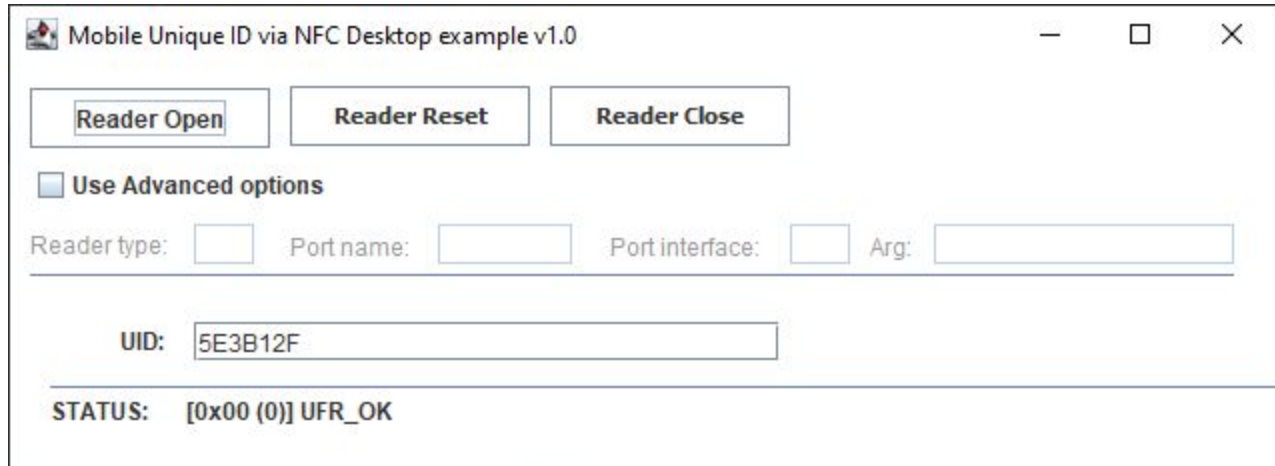 Mobile Unique ID via NFC Desktop example v1.0
Reader Open Reader Reset Reader Close
Use Advanced options
Reader type: Port name: Port interface: Arg:
UID: 5E3B12F
STATUS: [0x00 (0)] UFR_OK